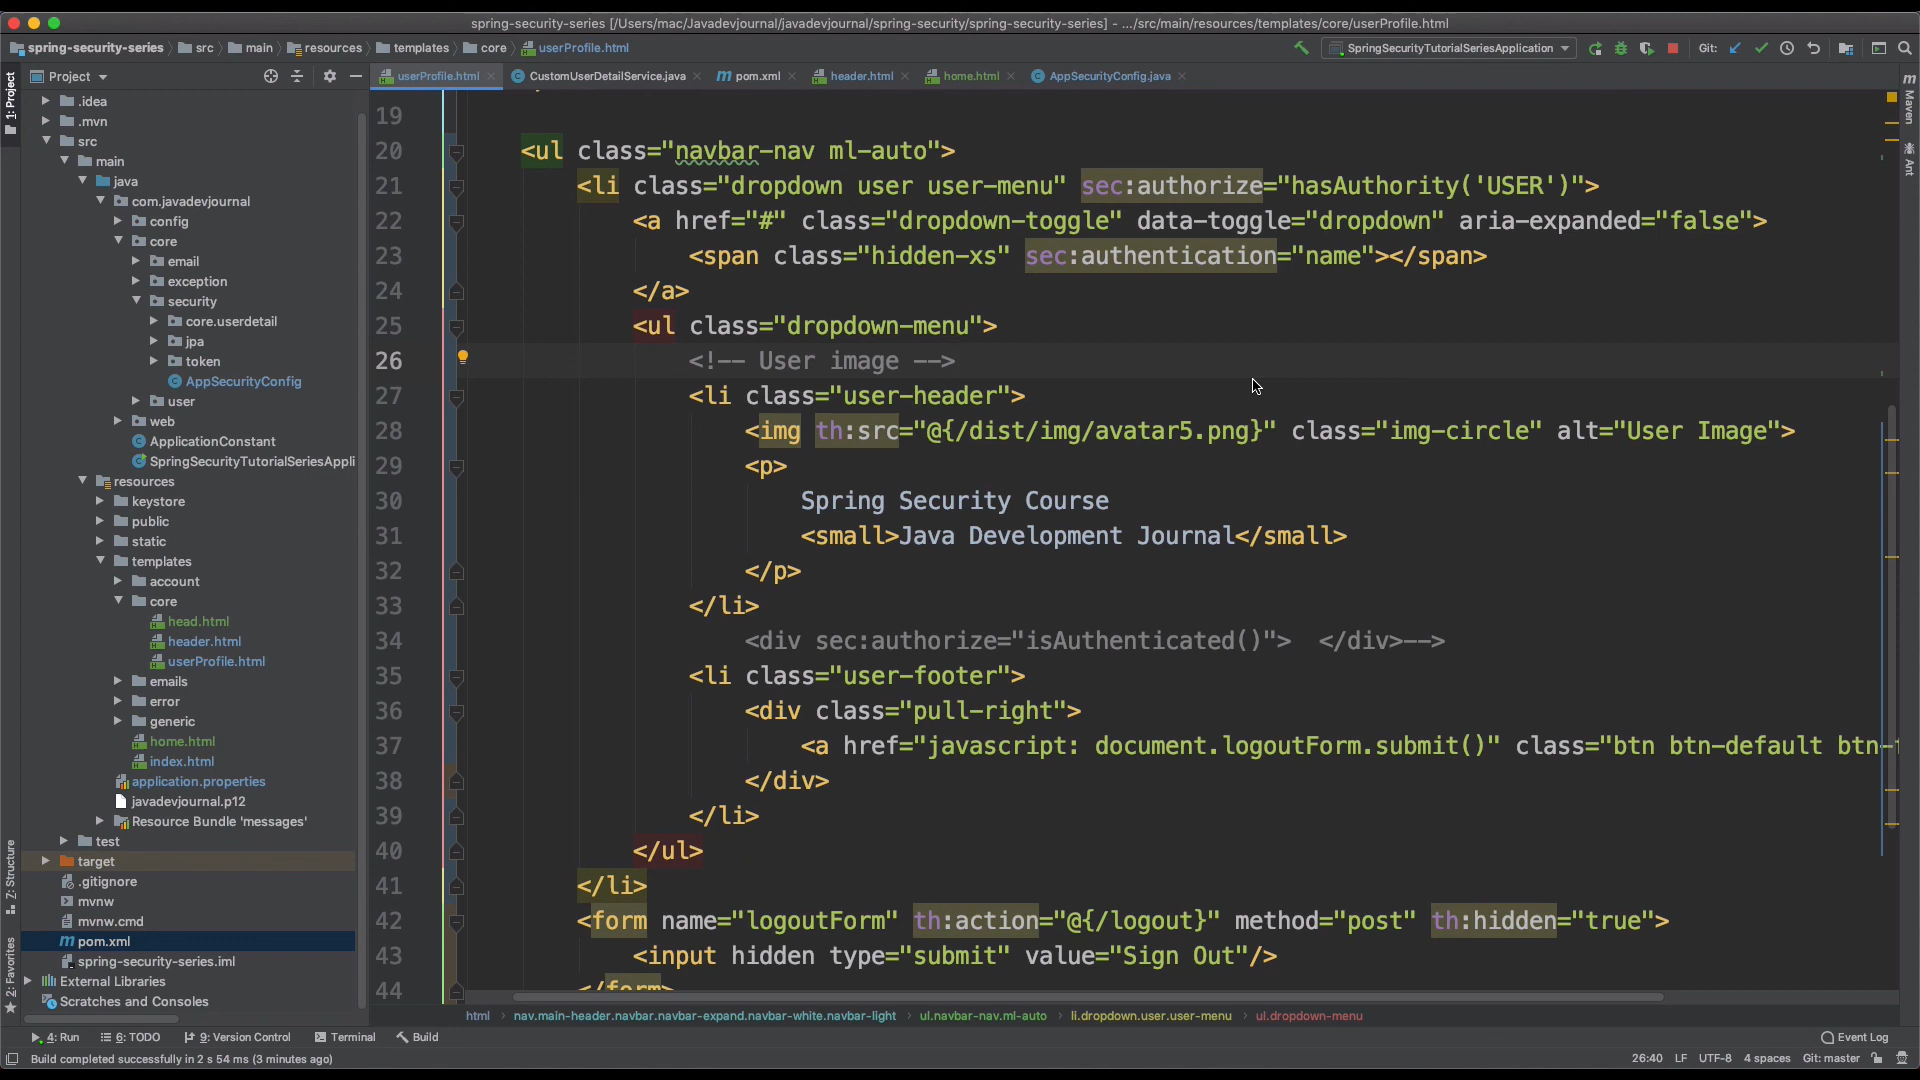 spring-security-series [/Users/mac/Javadevjournal/javadevjournal/spring-security/spring-security-series] - .../src/main/resources/templates/core/userProfile.html
spring-security-series src main resources templates core userProfile.html SpringSecurityTutorialSeriesApplication Git:
Project userProfile.html CustomUserDetailService.java pom.xml header.html home.html AppSecurityConfig.java
1: Project
Maven
Ant
.idea
.mvn
src
main
java
com.javadevjournal
config
core
email
exception
security
core.userdetail
jpa
token
AppSecurityConfig
user
web
ApplicationConstant
SpringSecurityTutorialSeriesAppli
resources
keystore
public
static
templates
account
core
head.html
header.html
userProfile.html
emails
error
generic
home.html
index.html
application.properties
javadevjournal.p12
Resource Bundle 'messages'
test
target
.gitignore
mvnw
mvnw.cmd
pom.xml
spring-security-series.iml
External Libraries
Scratches and Consoles
Z: Structure
2: Favorites
19
20 <ul class="navbar-nav ml-auto">
21 <li class="dropdown user user-menu" sec:authorize="hasAuthority('USER')">
22 <a href="#" class="dropdown-toggle" data-toggle="dropdown" aria-expanded="false">
23 <span class="hidden-xs" sec:authentication="name"></span>
24 </a>
25 <ul class="dropdown-menu">
26 <!-- User image -->
27 <li class="user-header">
28 <img th:src="@{/dist/img/avatar5.png}" class="img-circle" alt="User Image">
29 <p>
30 Spring Security Course
31 <small>Java Development Journal</small>
32 </p>
33 </li>
34 <div sec:authorize="isAuthenticated()"> </div>-->
35 <li class="user-footer">
36 <div class="pull-right">
37 <a href="javascript: document.logoutForm.submit()" class="btn btn-default btn-f
38 </div>
39 </li>
40 </ul>
41 </li>
42 <form name="logoutForm" th:action="@{/logout}" method="post" th:hidden="true">
43 <input hidden type="submit" value="Sign Out"/>
44 </form>
html nav.main-header.navbar.navbar-expand.navbar-white.navbar-light ul.navbar-nav.ml-auto li.dropdown.user.user-menu ul.dropdown-menu
4: Run 6: TODO 9: Version Control Terminal Build Event Log
Build completed successfully in 2 s 54 ms (3 minutes ago) 26:40 LF UTF-8 4 spaces Git: master